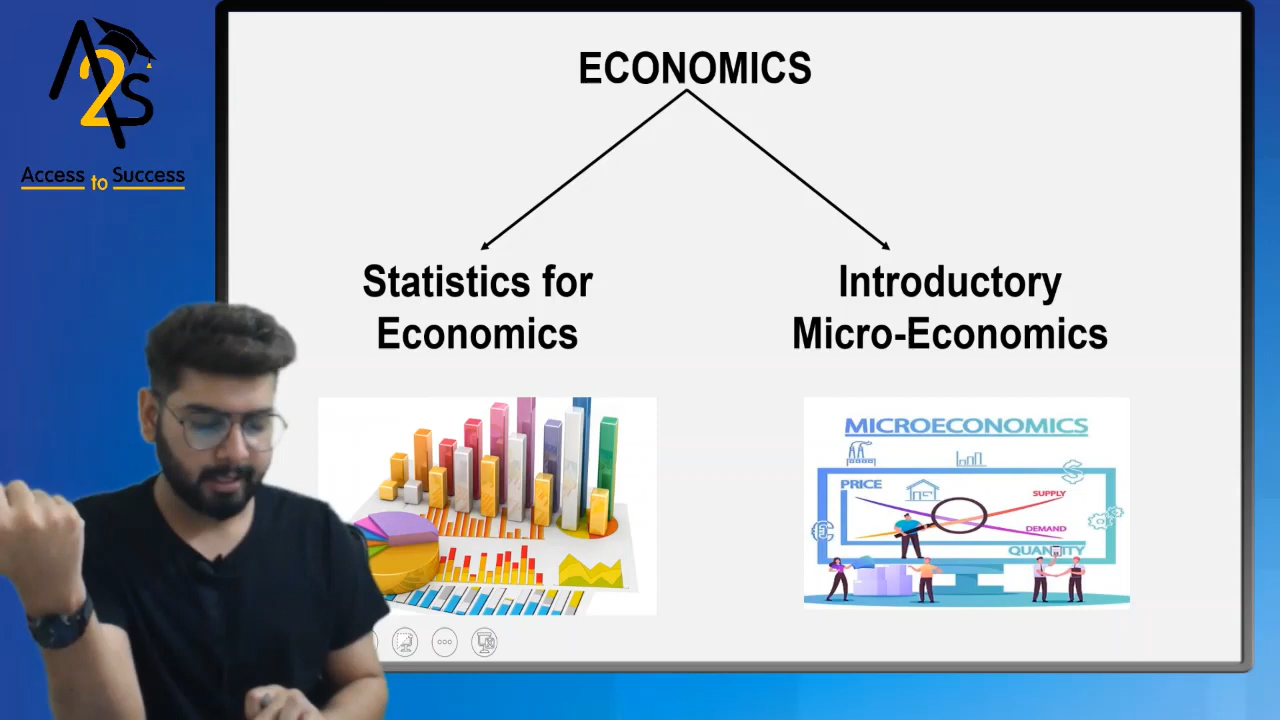 A2S
Access to Success
ECONOMICS
Statistics for
Economics
Introductory
Micro-Economics
MICROECONOMICS
PRICE
SUPPLY
DEMAND
QUANTITY